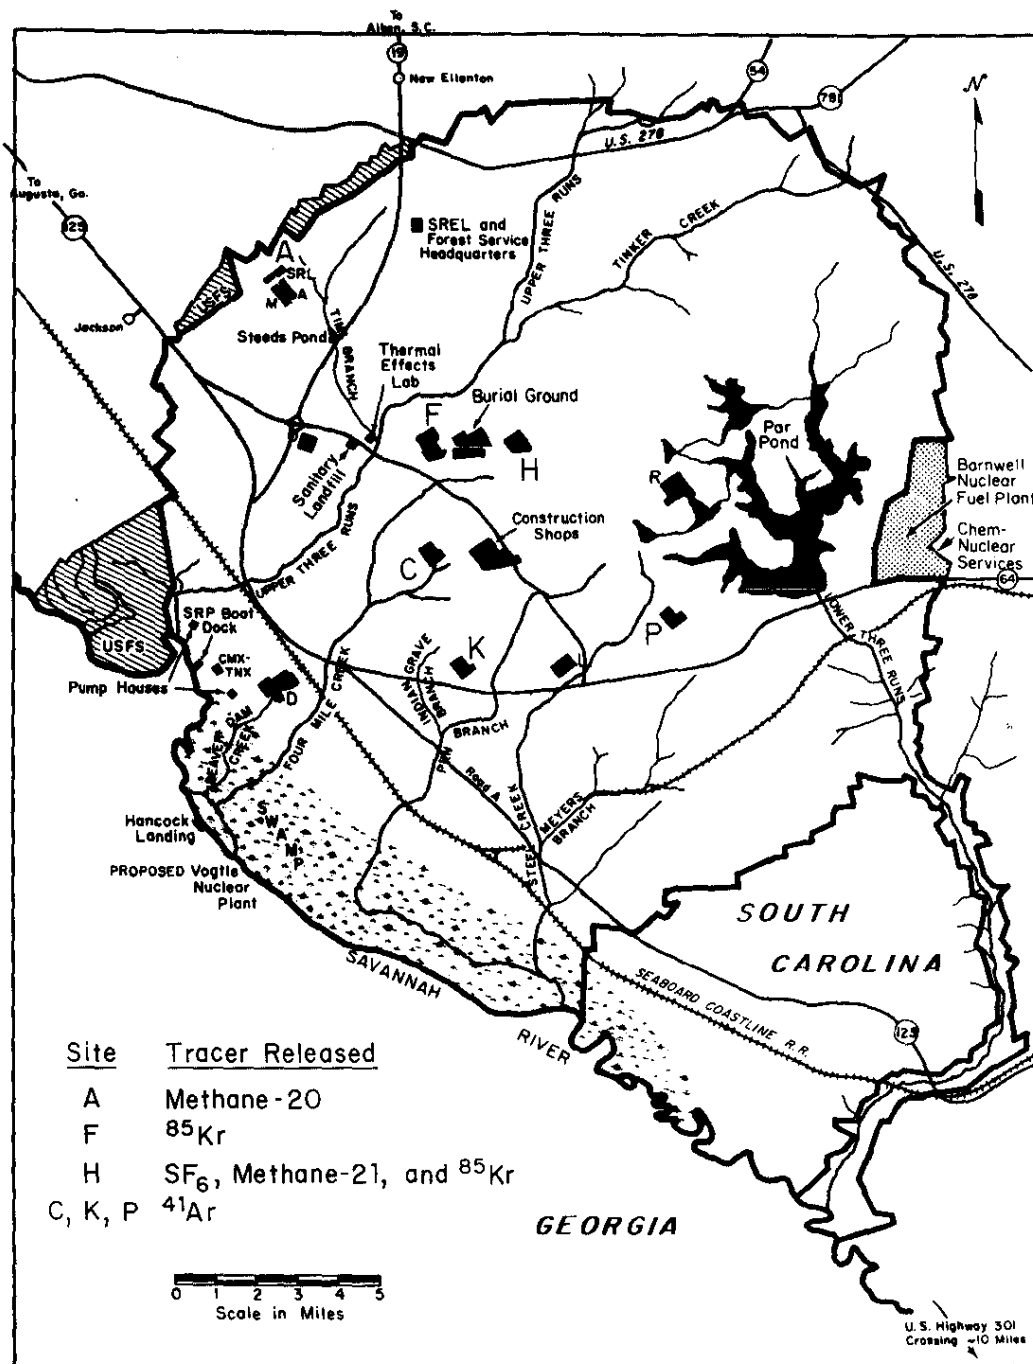 To
Aiken, S.C.
19
New Ellenton
64
781
N
U.S. 278
To
Augusta, Ga.
125
SREL and
Forest Service
Headquarters
UPPER THREE RUNS
TINKER CREEK
U.S. 278
A
SRL
M
A
USFS
Jackson
Steeds Pond
TIMS
BRANCH
Thermal
Effects
Lab
F
Burial Ground
H
Par
Pond
R
Barnwell
Nuclear
Fuel Plant
Chem-
Nuclear
Services
64
Sanitary
Landfill
UPPER THREE RUNS
C
Construction
Shops
USFS
SRP Boat
Dock
CMX-
TNX
Pump Houses
D
K
L
P
LOWER THREE RUNS
INDIAN GRAVE
BRANCH
PEN BRANCH
FOUR MILE CREEK
BEAVER DAM
CREEK
Road A
STEEL CREEK
MEYERS
BRANCH
Hancock
Landing
SWAMP
PROPOSED Vogtle
Nuclear
Plant
SAVANNAH
RIVER
SOUTH
CAROLINA
SEABOARD COASTLINE R.R.
125
Site Tracer Released
A Methane-20
F 85Kr
H SF6, Methane-21, and 85Kr
C, K, P 41Ar
GEORGIA
0 1 2 3 4 5
Scale in Miles
U.S. Highway 301
Crossing ~10 Miles